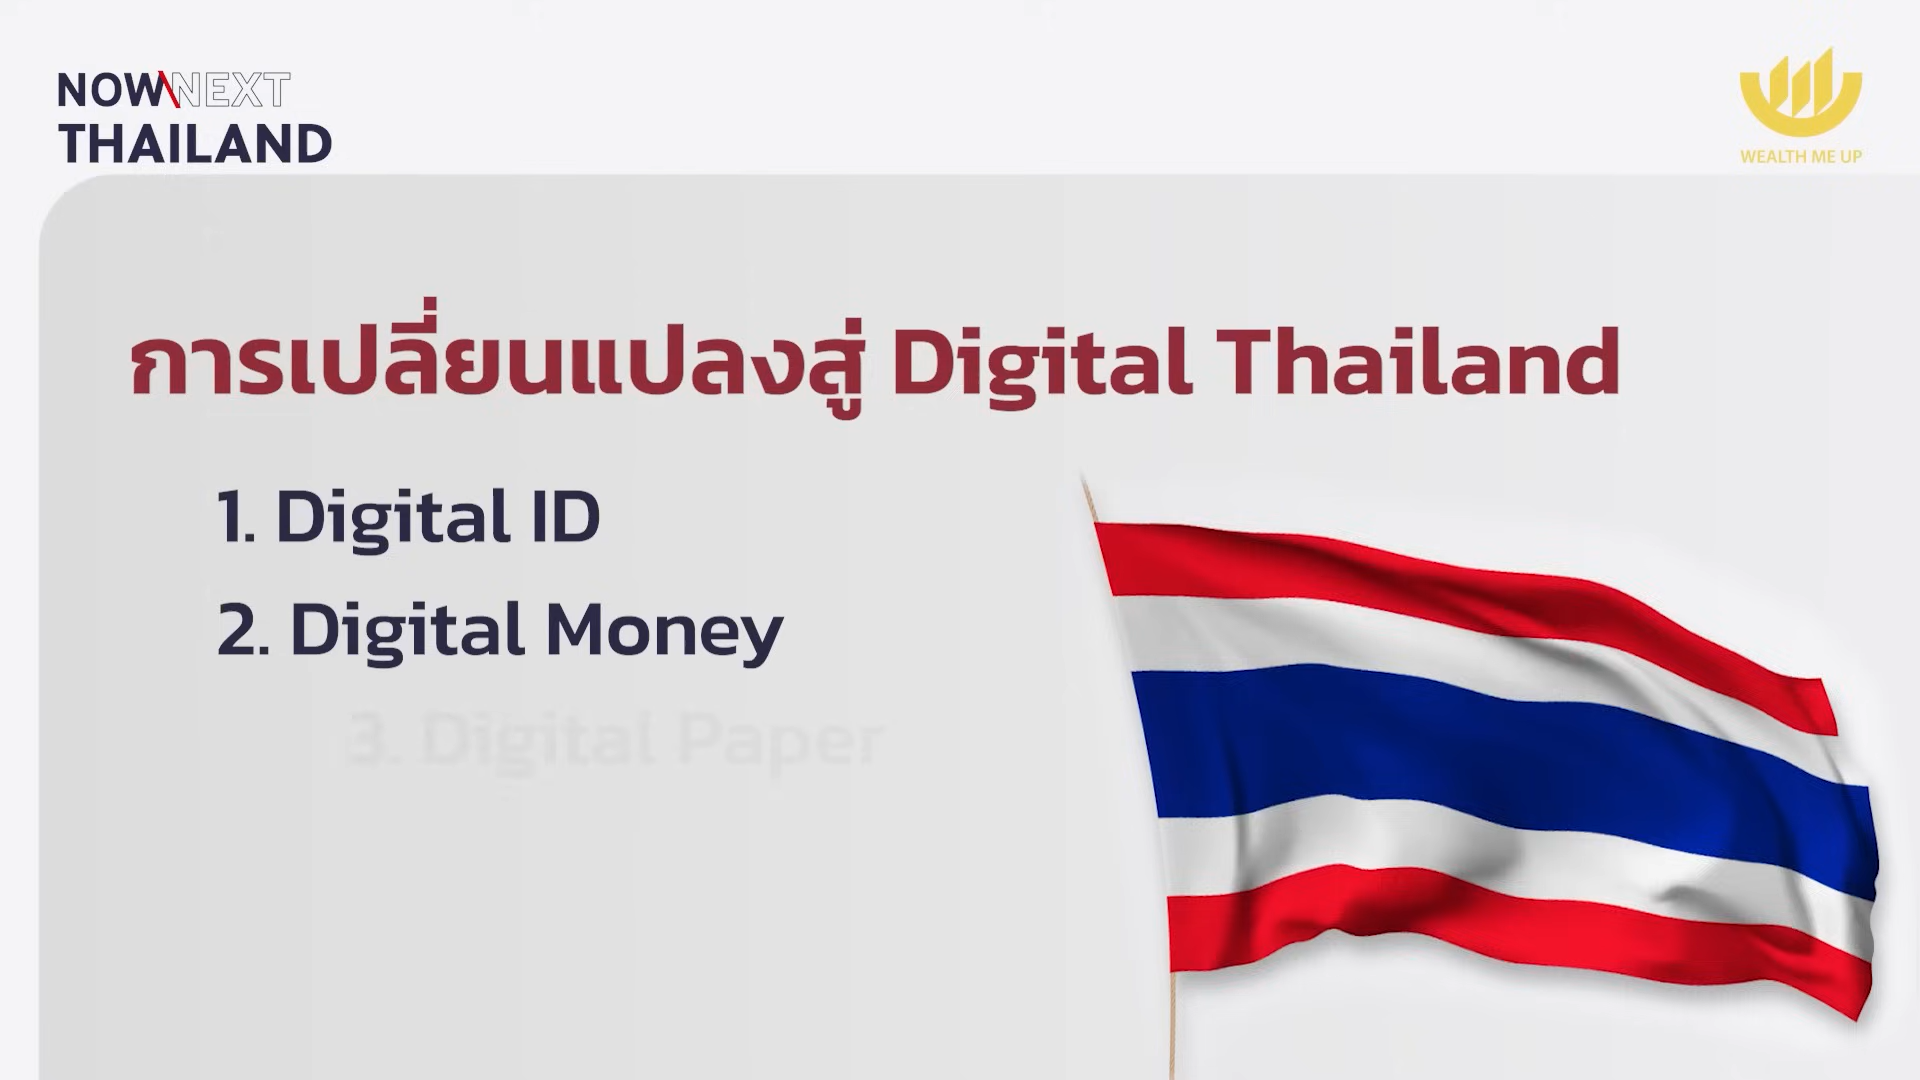 NOW\NEXT
THAILAND
WEALTH ME UP
การเปลี่ยนแปลงสู่ Digital Thailand
1. Digital ID
2. Digital Money
3. Digital Paper